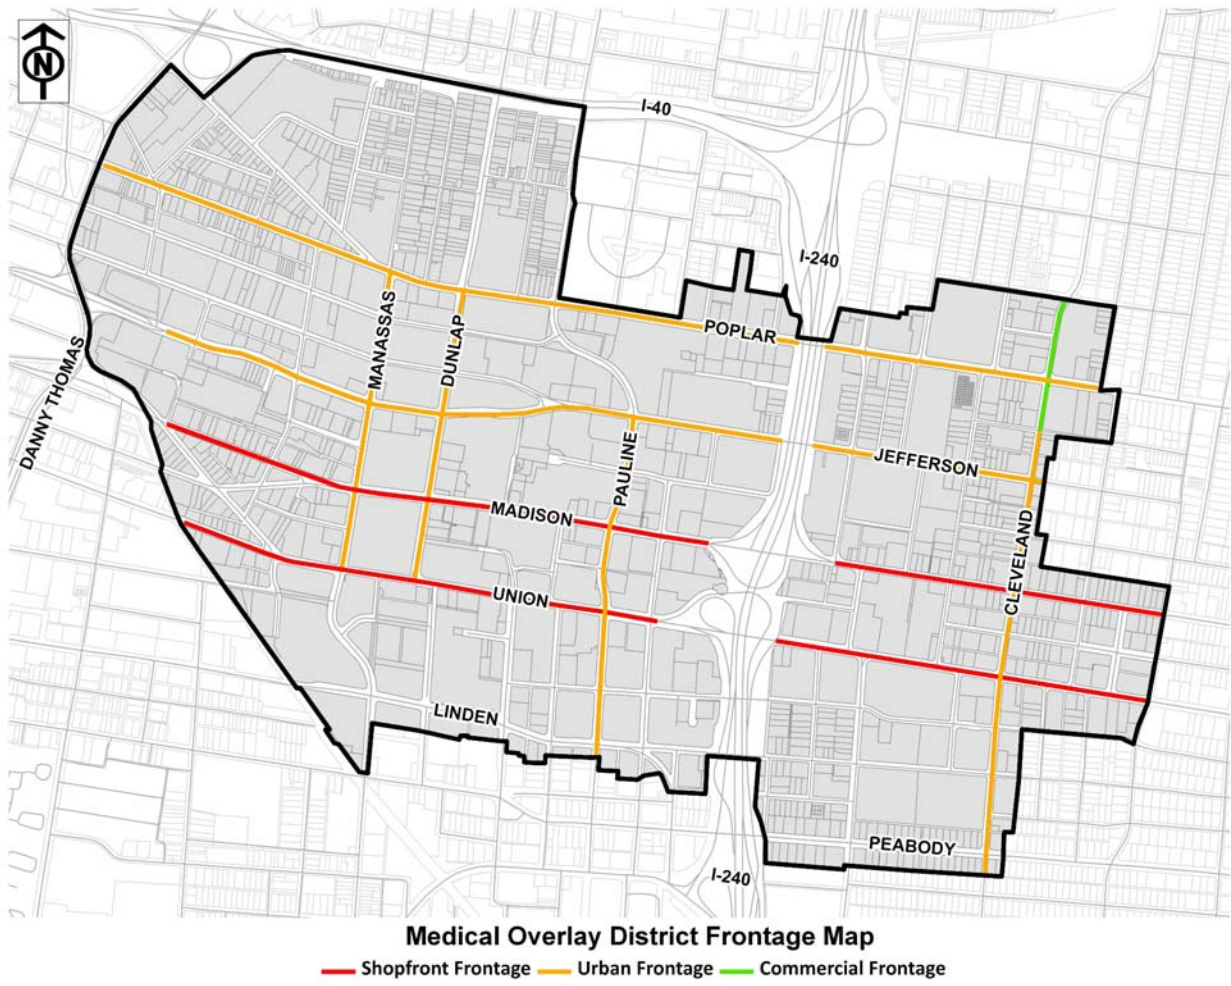 N
I-40
I-240
POPLAR
MANASSAS
DUNLAP
DANNY THOMAS
PAULINE
JEFFERSON
MADISON
CLEVELAND
UNION
LINDEN
PEABODY
I-240
Medical Overlay District Frontage Map
Shopfront Frontage Urban Frontage Commercial Frontage